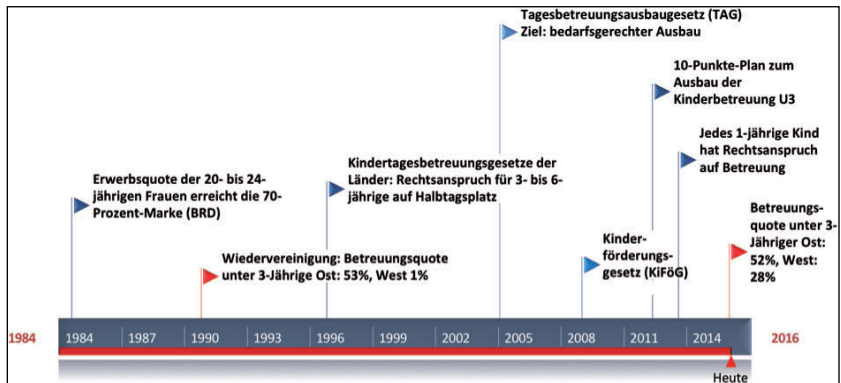 Tagesbetreuungsausbaugesetz (TAG)
Ziel: bedarfsgerechter Ausbau
10-Punkte-Plan zum
Ausbau der
Kinderbetreuung U3
Jedes 1-jährige Kind
hat Rechtsanspruch
auf Betreuung
Erwerbsquote der 20- bis 24-
jährigen Frauen erreicht die 70-
Prozent-Marke (BRD)
Kindertagesbetreuungsgesetze der
Länder: Rechtsanspruch für 3- bis 6-
jährige auf Halbtagsplatz
Wiedervereinigung: Betreuungsquote
unter 3-Jährige Ost: 53%, West 1%
Kinder-
förderungs-
gesetz (KiFöG)
Betreuungs-
quote unter 3-
Jähriger Ost:
52%, West:
28%
1984 1984 1987 1990 1993 1996 1999 2002 2005 2008 2011 2014 2016
Heute